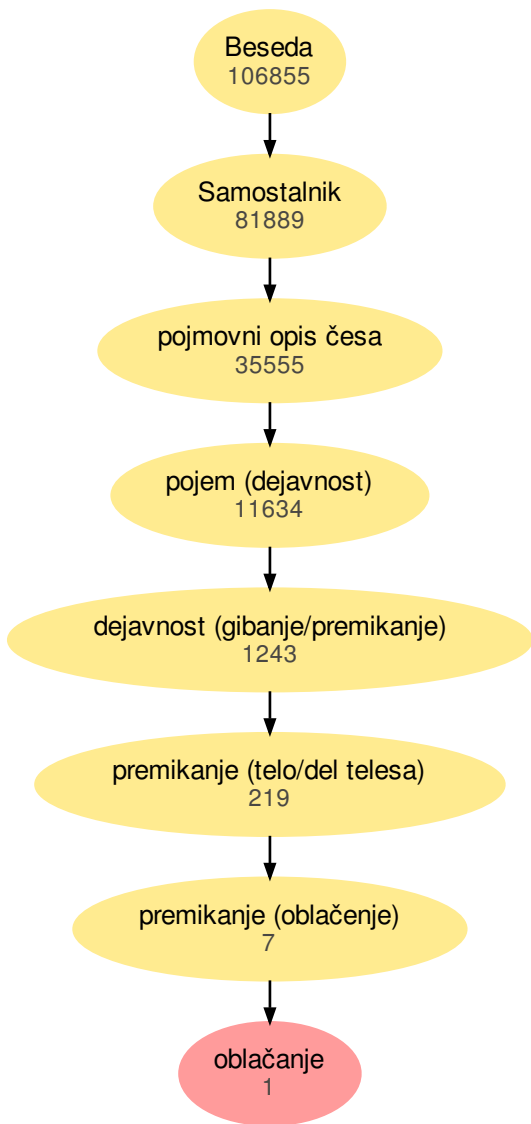 Beseda
106855
Samostalnik
81889
pojmovni opis česa
35555
pojem (dejavnost)
11634
dejavnost (gibanje/premikanje)
1243
premikanje (telo/del telesa)
219
premikanje (oblačenje)
7
oblačanje
1